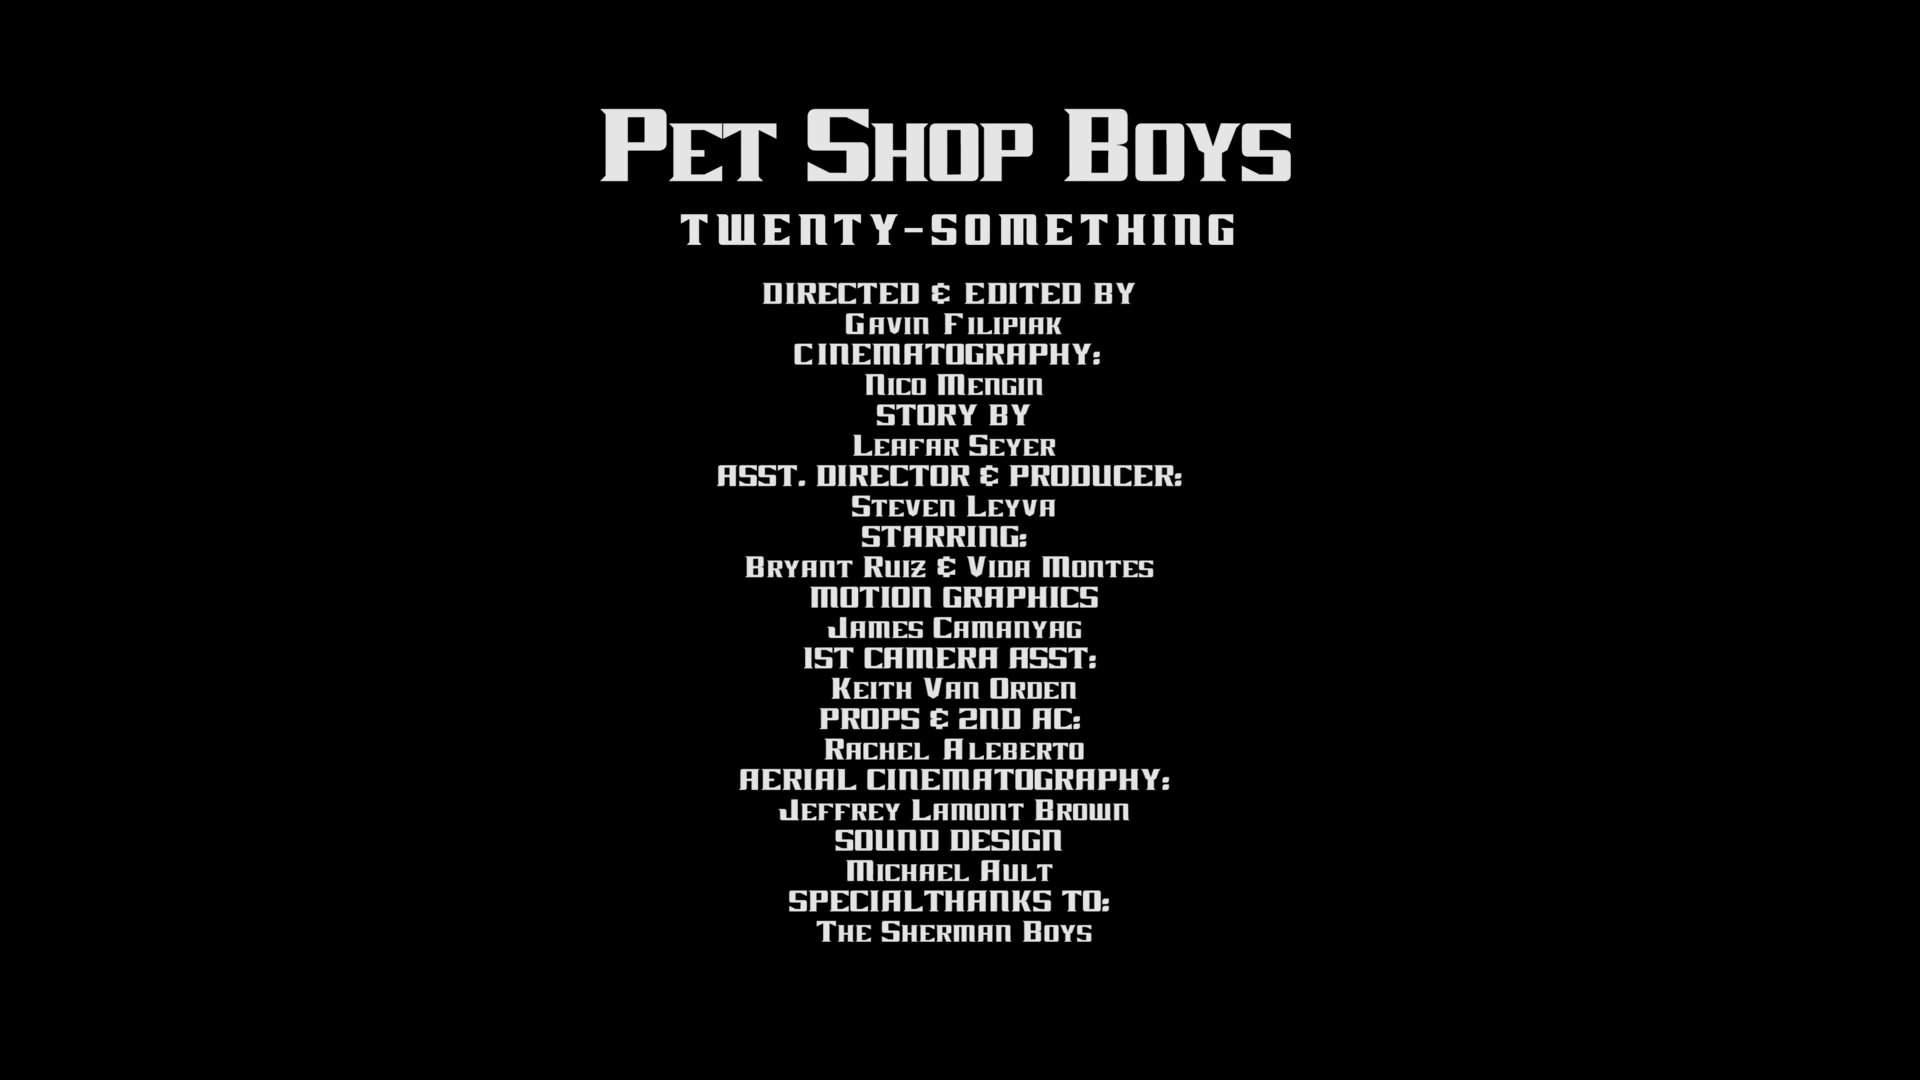 Pet Shop Boys
TWENTY-SOMETHING
DIRECTED & EDITED BY
Gavin Filipiak
CINEMATOGRAPHY:
Nico Mengin
STORY BY
Leafar Seyer
ASST. DIRECTOR & PRODUCER:
Steven Leyva
STARRING:
Bryant Ruiz & Vida Montes
MOTION GRAPHICS
James Camanyag
1ST CAMERA ASST:
Keith Van Orden
PROPS & 2ND AC:
Rachel Aleberto
AERIAL CINEMATOGRAPHY:
Jeffrey Lamont Brown
SOUND DESIGN
Michael Ault
SPECIALTHANKS TO:
The Sherman Boys